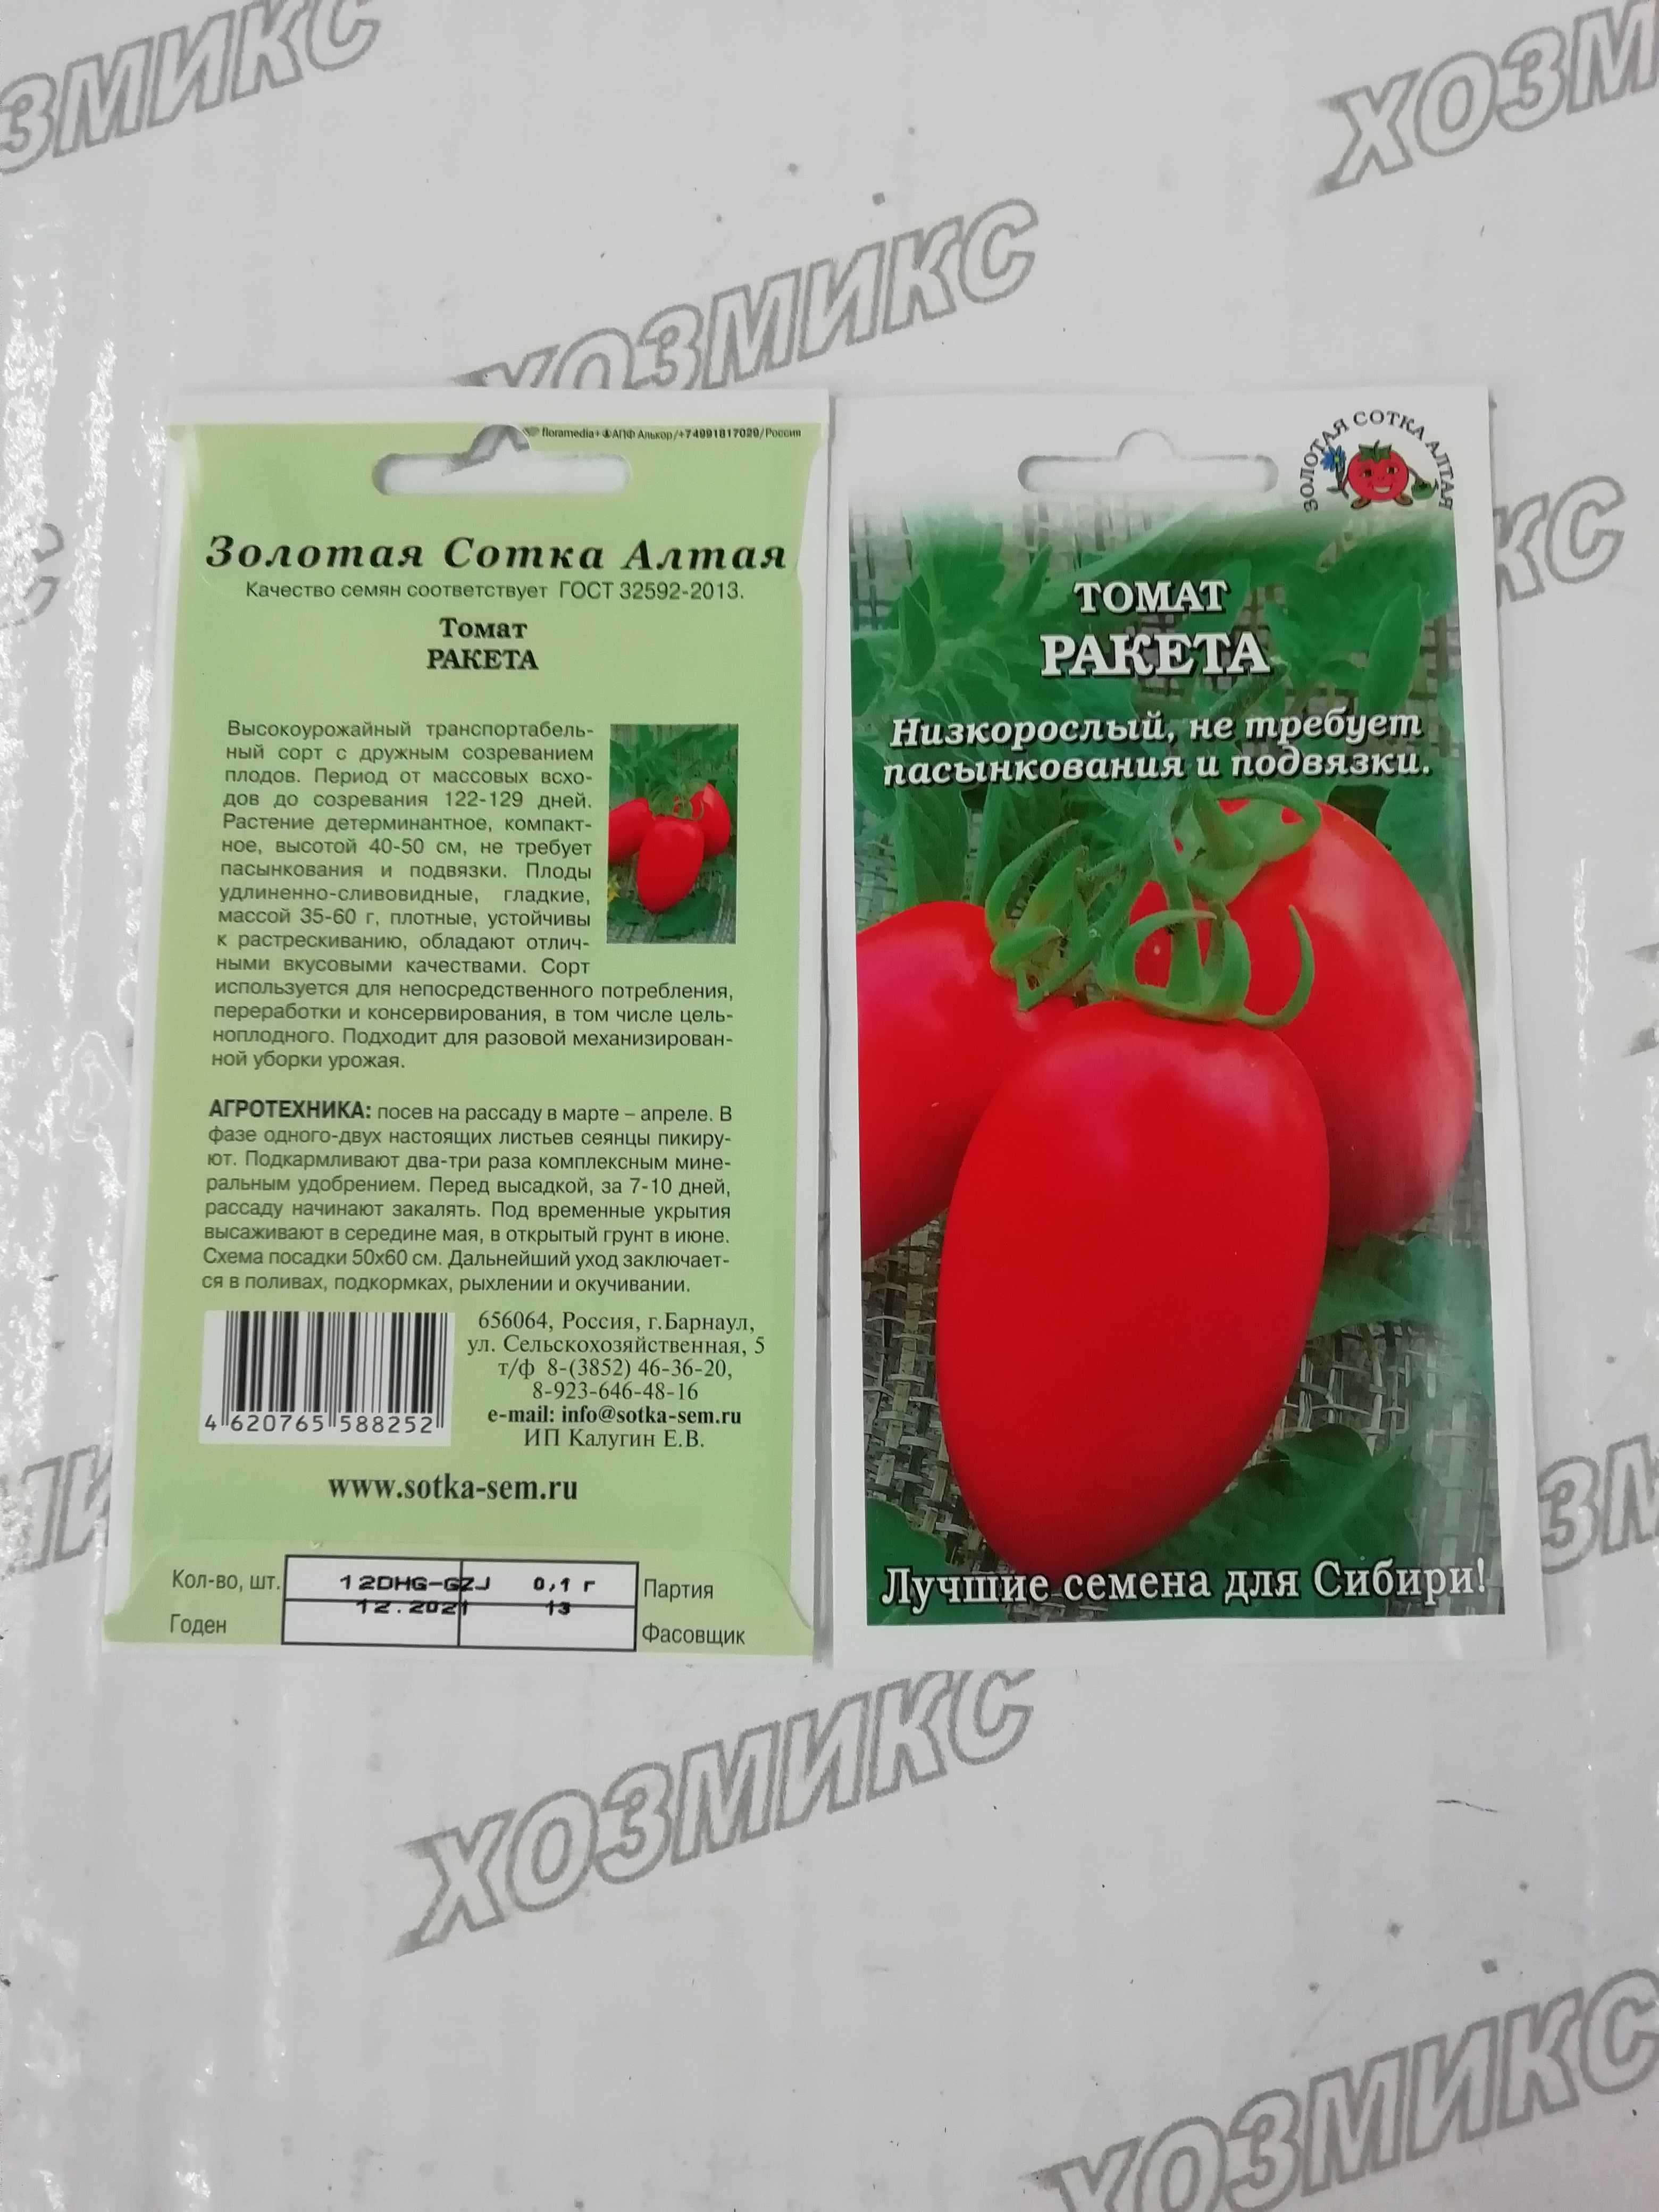 ХОЗМИКС
ХОЗМИКС
floramedia+ АПФ Алькор/+74991817029/Россия
Золотая Сотка Алтая
Качество семян соответствует ГОСТ 32592-2013.
Томат
РАКЕТА
Высокоурожайный транспортабель-
ный сорт с дружным созреванием
плодов. Период от массовых всхо-
дов до созревания 122-129 дней.
Растение детерминантное, компакт-
ное, высотой 40-50 см, не требует
пасынкования и подвязки. Плоды
удлиненно-сливовидные, гладкие,
массой 35-60 г, плотные, устойчивы
к растрескиванию, обладают отлич-
ными вкусовыми качествами. Сорт
используется для непосредственного потребления,
переработки и консервирования, в том числе цель-
ноплодного. Подходит для разовой механизирован-
ной уборки урожая.
АГРОТЕХНИКА: посев на рассаду в марте – апреле. В
фазе одного-двух настоящих листьев сеянцы пикиру-
ют. Подкармливают два-три раза комплексным мине-
ральным удобрением. Перед высадкой, за 7-10 дней,
рассаду начинают закалять. Под временные укрытия
высаживают в середине мая, в открытый грунт в июне.
Схема посадки 50х60 см. Дальнейший уход заключает-
ся в поливах, подкормках, рыхлении и окучивании.
4 620765 588252
656064, Россия, г.Барнаул,
ул. Сельскохозяйственная, 5
т/ф 8-(3852) 46-36-20,
8-923-646-48-16
e-mail: info@sotka-sem.ru
ИП Калугин Е.В.
www.sotka-sem.ru
Кол-во, шт. 12DHG-GZJ 0,1 г Партия
12.2021 13
Годен Фасовщик
ЗОЛОТАЯ СОТКА АЛТАЯ
ТОМАТ
РАКЕТА
Низкорослый, не требует
пасынкования и подвязки.
Лучшие семена для Сибири!
ХОЗМИКС
ХОЗМИКС